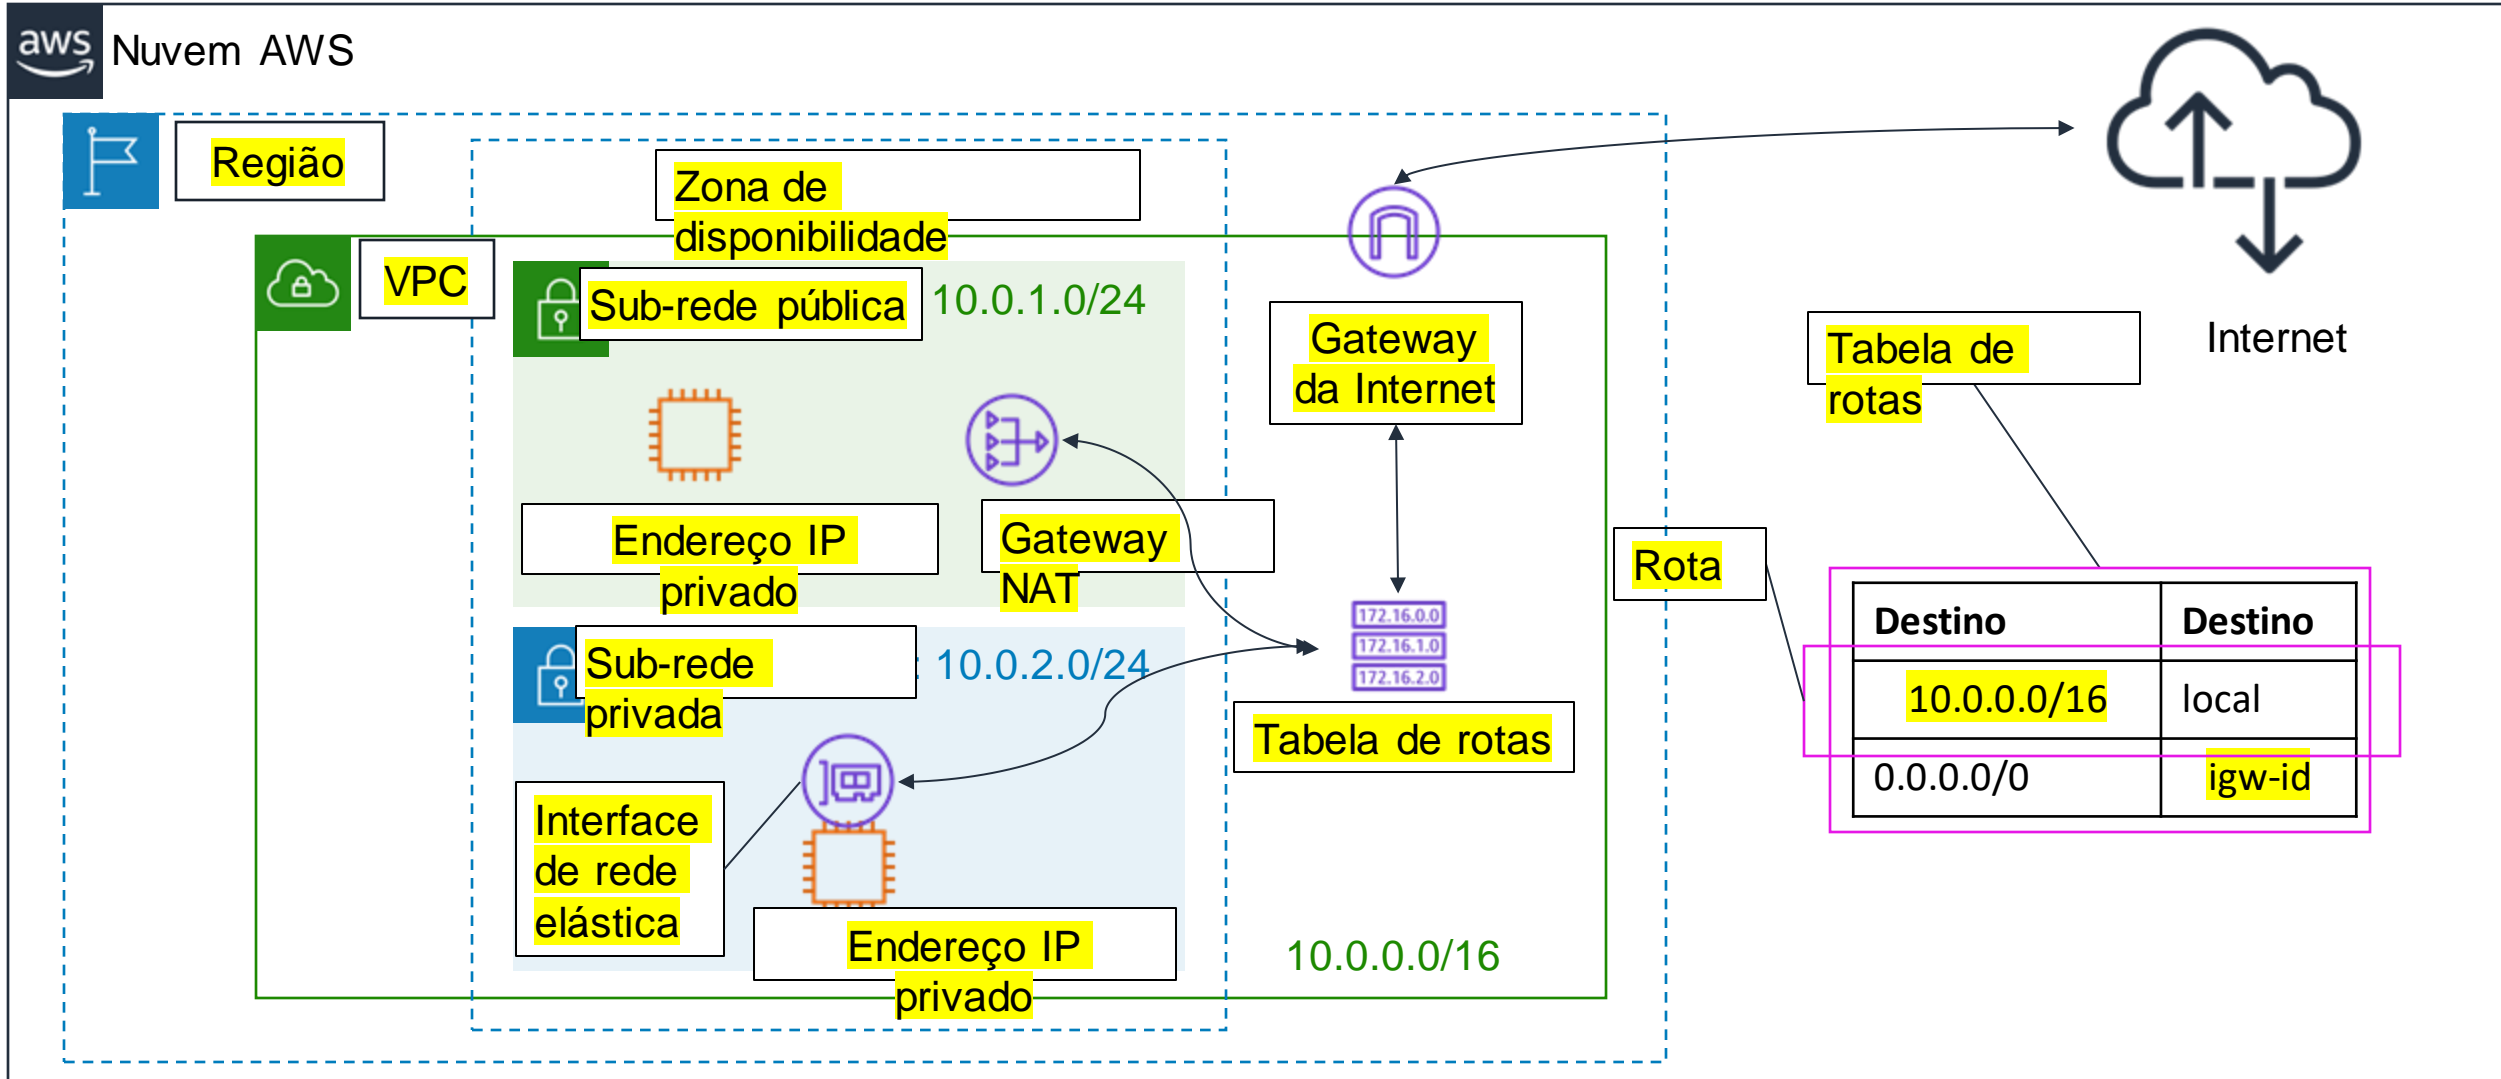 aws
Nuvem AWS
Região
Zona de
disponibilidade
VPC
Sub-rede pública
10.0.1.0/24
Gateway
da Internet
Internet
Tabela de
rotas
Endereço IP
privado
Gateway
NAT
Rota
172.16.0.0
172.16.1.0
172.16.2.0
Tabela de rotas
Sub-rede
privada
: 10.0.2.0/24
Interface
de rede
elástica
Endereço IP
privado
10.0.0.0/16
Destino Destino
10.0.0.0/16 local
0.0.0.0/0 igw-id